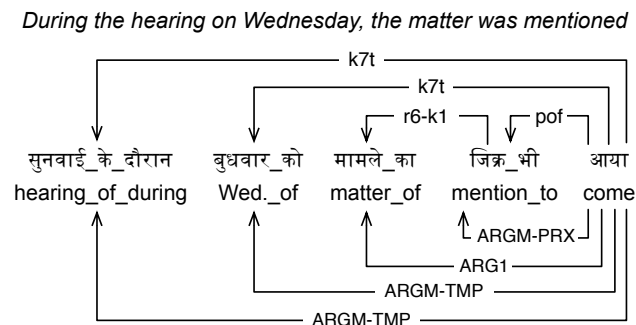 During the hearing on Wednesday, the matter was mentioned
k7t
k7t
r6-k1 pof
सुनवाई_के_दौरान बुधवार_को मामले_का जिक्र_भी आया
hearing_of_during Wed._of matter_of mention_to come
ARGM-PRX
ARG1
ARGM-TMP
ARGM-TMP